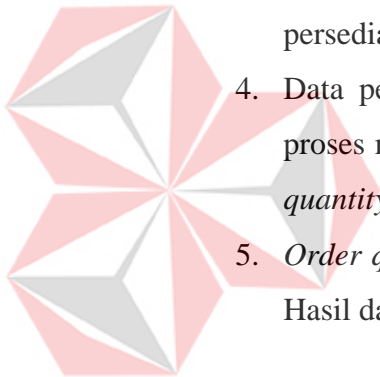 persedia
4. Data pe
proses
quantity
5. Order q
Hasil da